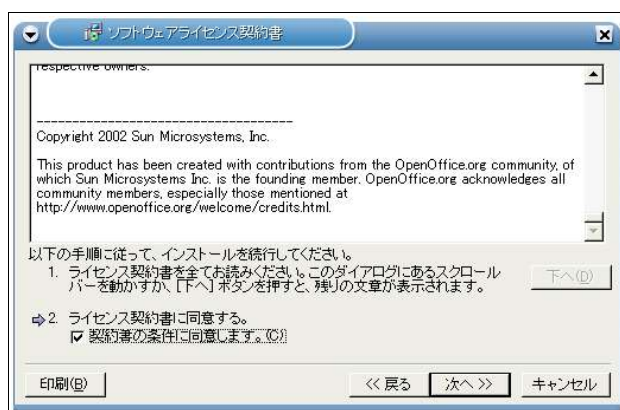 ソフトウェアライセンス契約書
respective owners.
------------------------------------
Copyright 2002 Sun Microsystems, Inc.
This product has been created with contributions from the OpenOffice.org community, of
which Sun Microsystems Inc. is the founding member. OpenOffice.org acknowledges all
community members, especially those mentioned at
http://www.openoffice.org/welcome/credits.html.
以下の手順に従って、インストールを続行してください。
1. ライセンス契約書を全てお読みください。このダイアログにあるスクロール
バーを動かすか、[下へ] ボタンを押すと、残りの文章が表示されます。
下へ(D)
2. ライセンス契約書に同意する。
契約書の条件に同意します。(C)
印刷(B)
<< 戻る
次へ >>
キャンセル